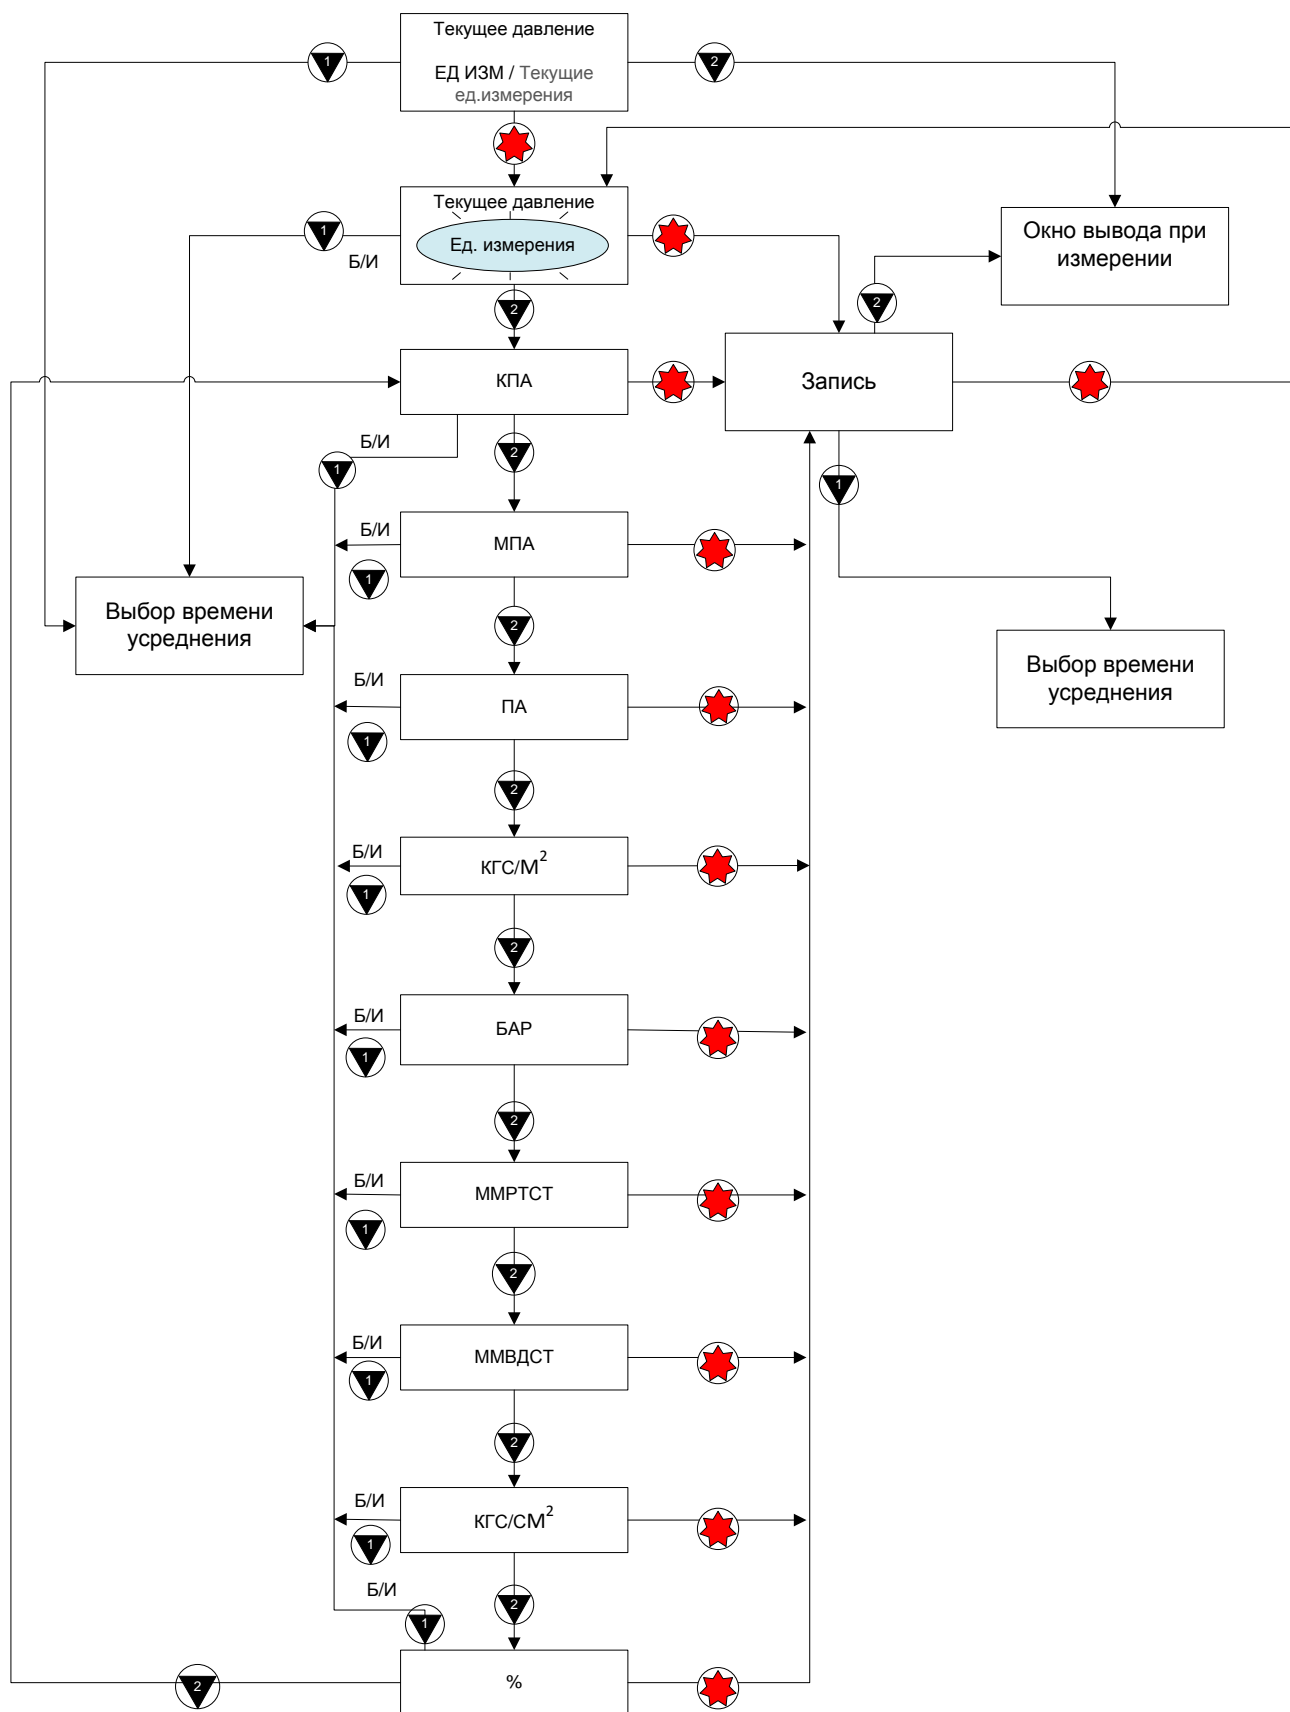 Текущее давление
1
2
ЕД ИЗМ / Текущие
ед.измерения
Текущее давление
1
Ед. измерения
Б/И
Окно вывода при
измерении
2
2
КПА
Запись
Б/И
2
1
1
Б/И
МПА
1
Выбор времени
усреднения
2
Выбор времени
усреднения
Б/И
ПА
1
2
Б/И
КГС/М²
1
2
Б/И
БАР
1
2
Б/И
ММРТСТ
1
2
Б/И
ММВДСТ
1
2
Б/И
КГС/СМ²
1
Б/И
2
1
2
%